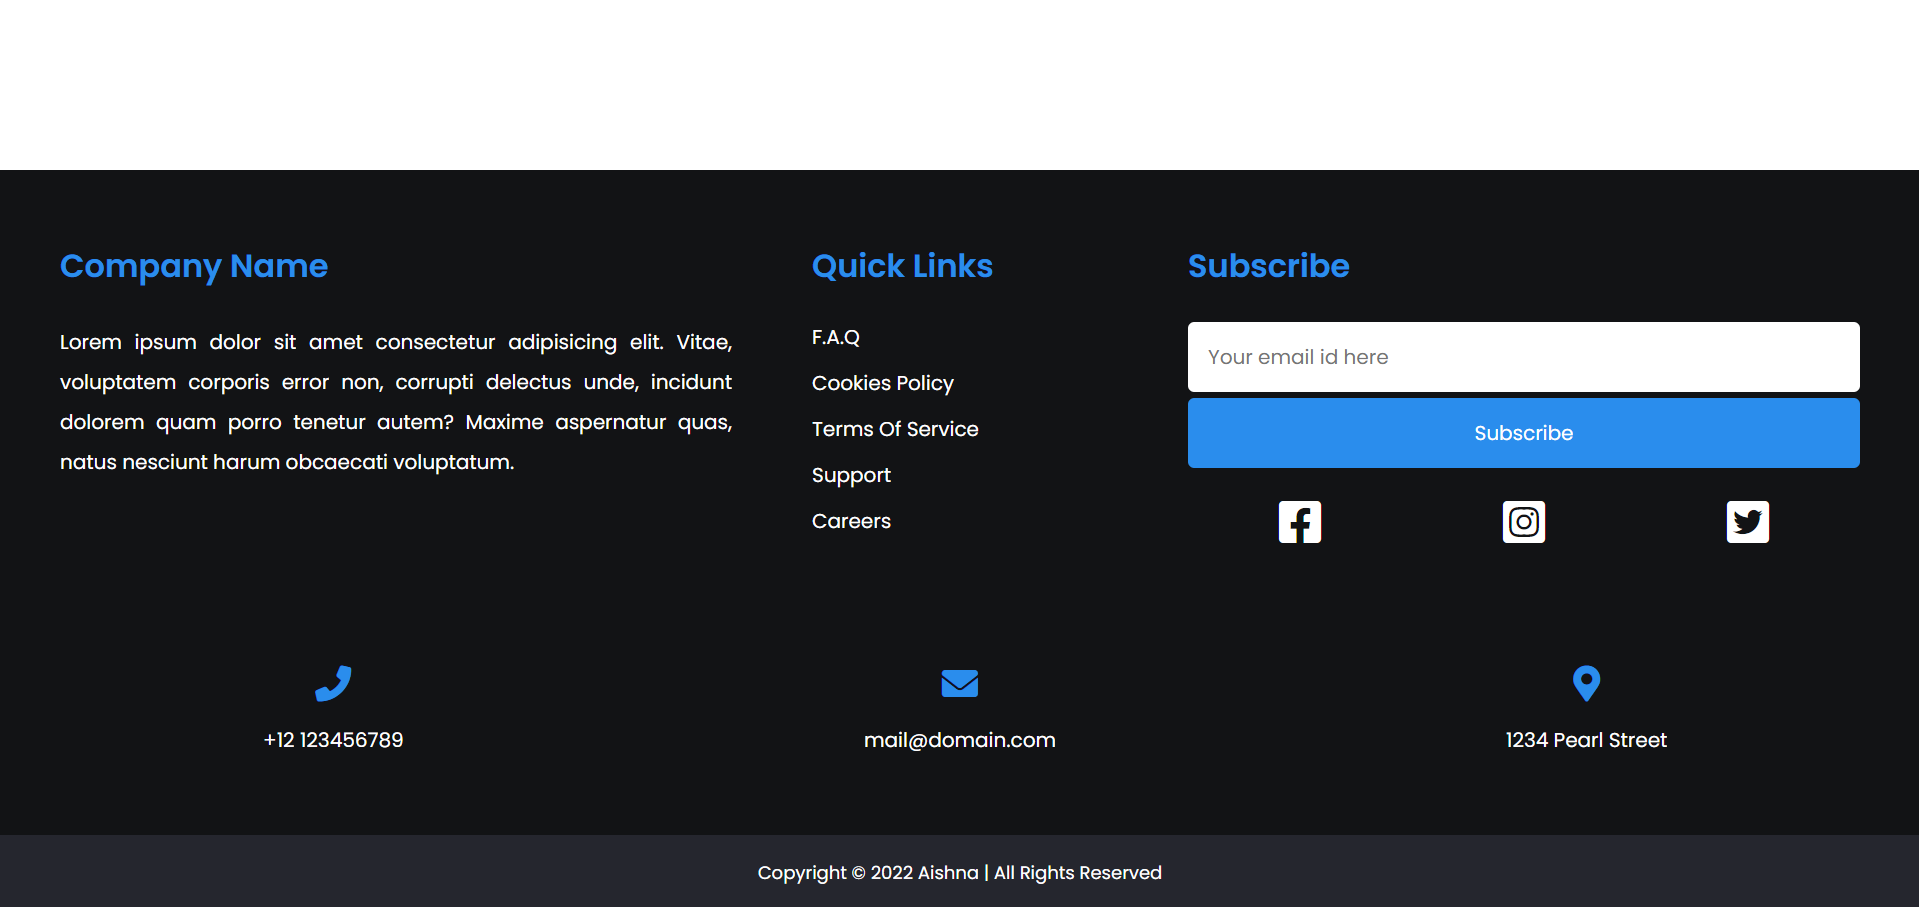 Company Name
Lorem ipsum dolor sit amet consectetur adipisicing elit. Vitae,
voluptatem corporis error non, corrupti delectus unde, incidunt
dolorem quam porro tenetur autem? Maxime aspernatur quas,
natus nesciunt harum obcaecati voluptatum.
Quick Links
F.A.Q
Cookies Policy
Terms Of Service
Support
Careers
Subscribe
Your email id here
Subscribe
+12 123456789
mail@domain.com
1234 Pearl Street
Copyright © 2022 Aishna | All Rights Reserved